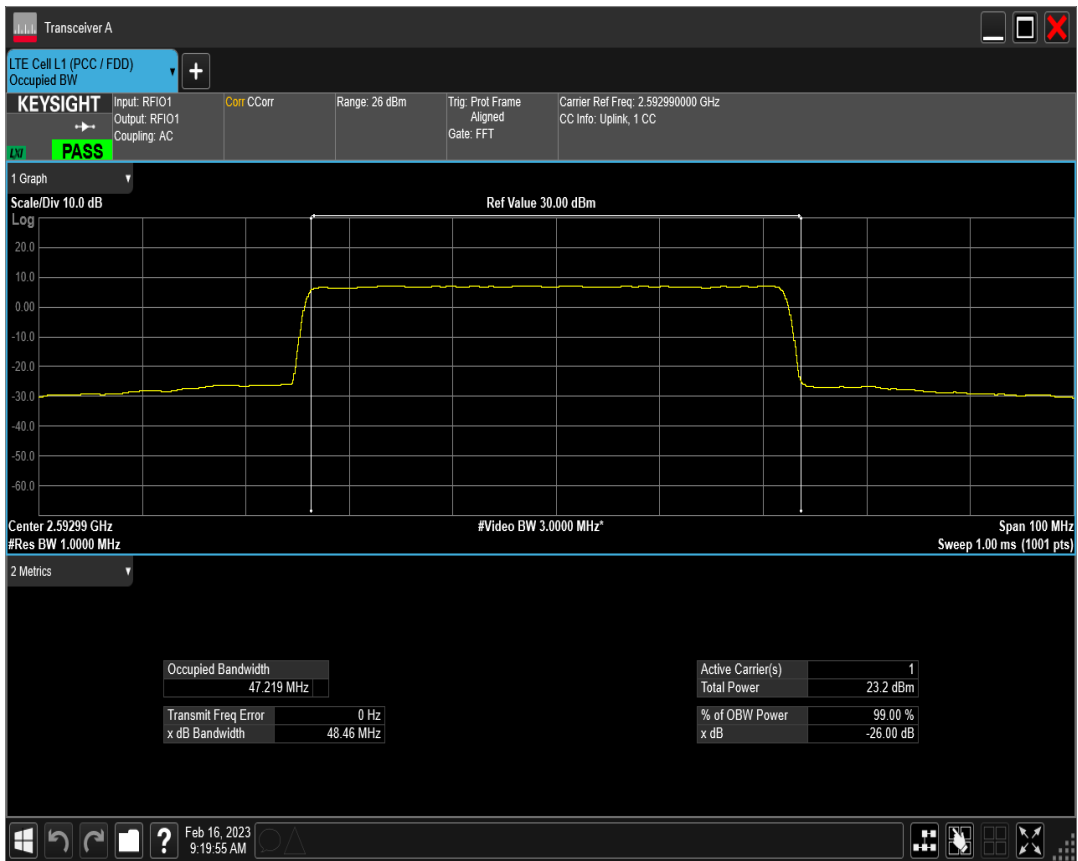 Transceiver A
LTE Cell L1 (PCC / FDD)
Occupied BW
+
KEYSIGHT
LXI
PASS
Input: RFIO1
Output: RFIO1
Coupling: AC
Corr CCorr
Range: 26 dBm
Trig: Prot Frame
Aligned
Gate: FFT
Carrier Ref Freq: 2.592990000 GHz
CC Info: Uplink, 1 CC
1 Graph
Scale/Div 10.0 dB
Ref Value 30.00 dBm
Log
20.0
10.0
0.00
-10.0
-20.0
-30.0
-40.0
-50.0
-60.0
Center 2.59299 GHz
#Video BW 3.0000 MHz*
Span 100 MHz
#Res BW 1.0000 MHz
Sweep 1.00 ms (1001 pts)
2 Metrics
Occupied Bandwidth
47.219 MHz
Transmit Freq Error 0 Hz
x dB Bandwidth 48.46 MHz
Active Carrier(s) 1
Total Power 23.2 dBm
% of OBW Power 99.00 %
x dB -26.00 dB
?
Feb 16, 2023
9:19:55 AM